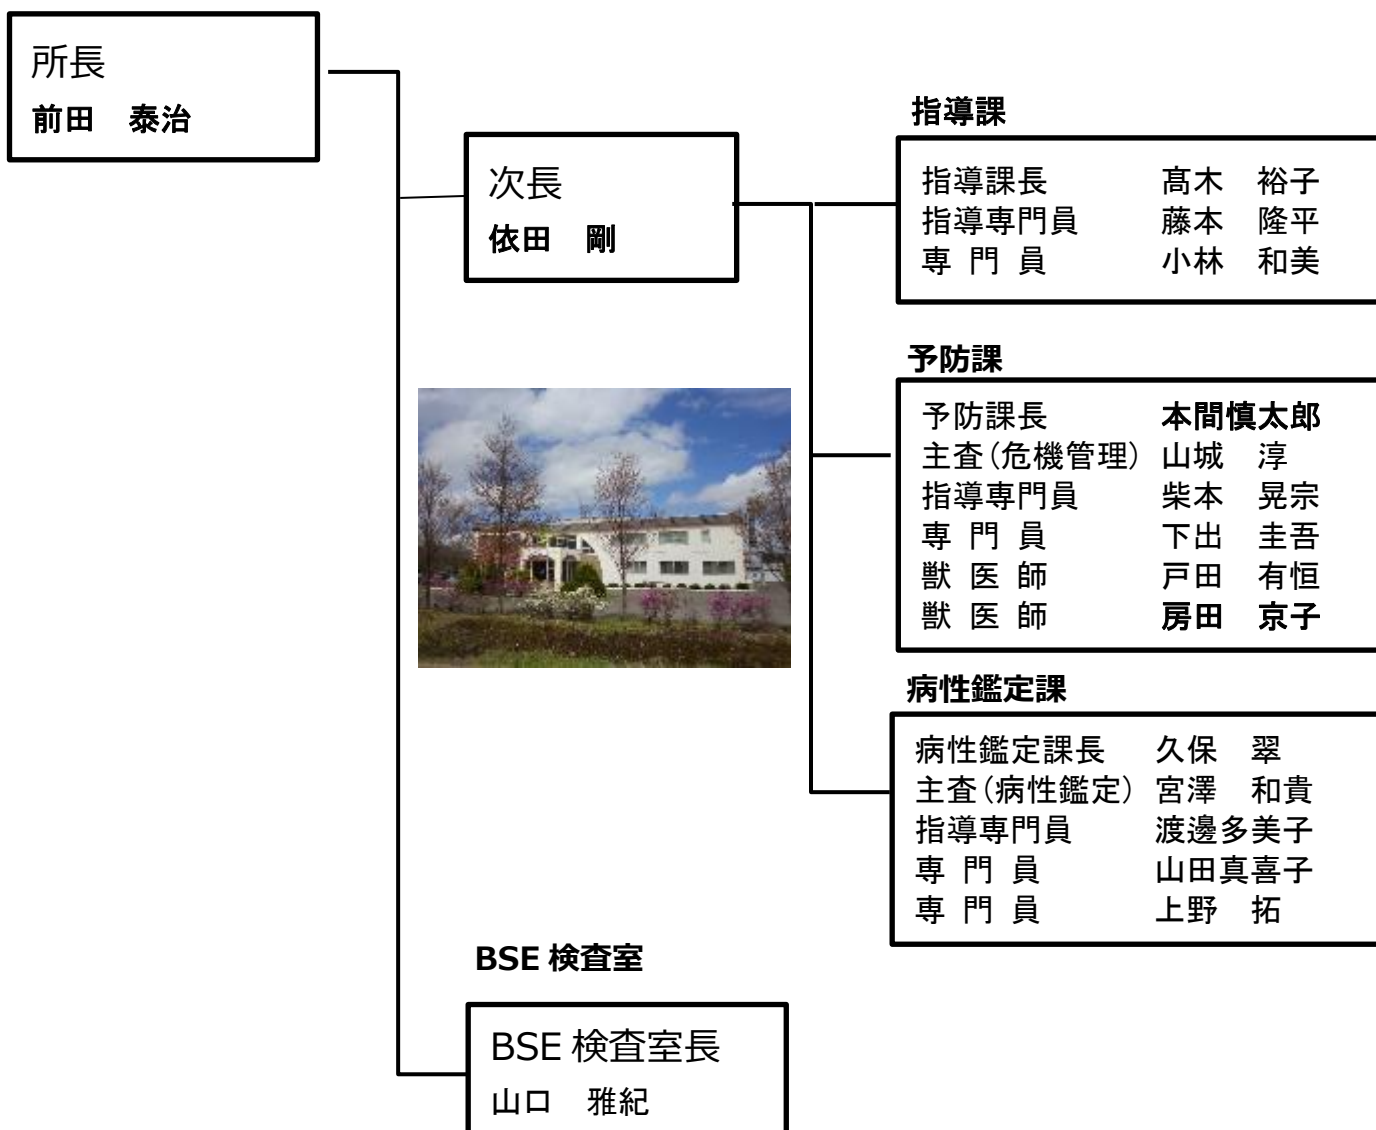 所長
前田　泰治
次長
依田　剛
指導課
指導課長　髙木　裕子
指導専門員　藤本　隆平
専 門 員　小林　和美
予防課
予防課長　本間慎太郎
主査(危機管理)　山城　淳
指導専門員　柴本　晃宗
専 門 員　下出　圭吾
獣 医 師　戸田　有恒
獣 医 師　房田　京子
病性鑑定課
病性鑑定課長　久保　翠
主査(病性鑑定)　宮澤　和貴
指導専門員　渡邊多美子
専 門 員　山田真喜子
専 門 員　上野　拓
BSE 検査室
BSE 検査室長
山口　雅紀